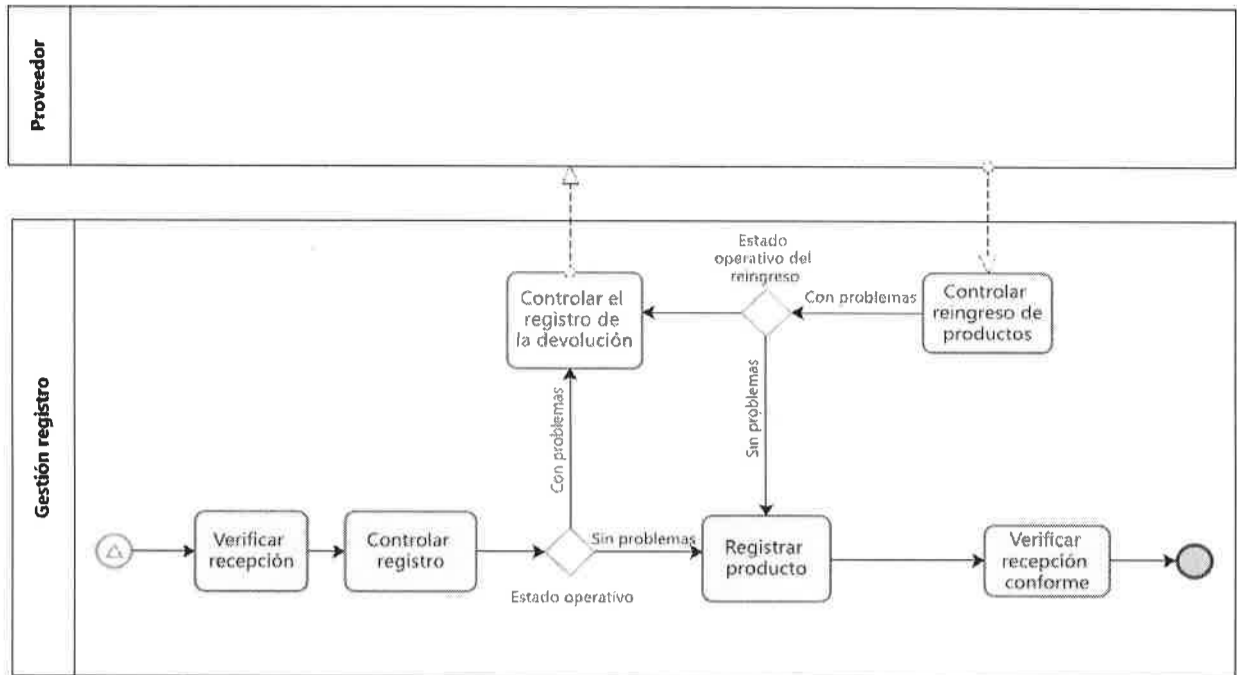 Proveedor
Gestión registro
Estado
operativo del
reingreso
Controlar el
registro de
la devolución
Con problemas
Controlar
reingreso de
productos
Con problemas
Sin problemas
Verificar
recepción
Controlar
registro
Sin problemas
Estado operativo
Registrar
producto
Verificar
recepción
conforme